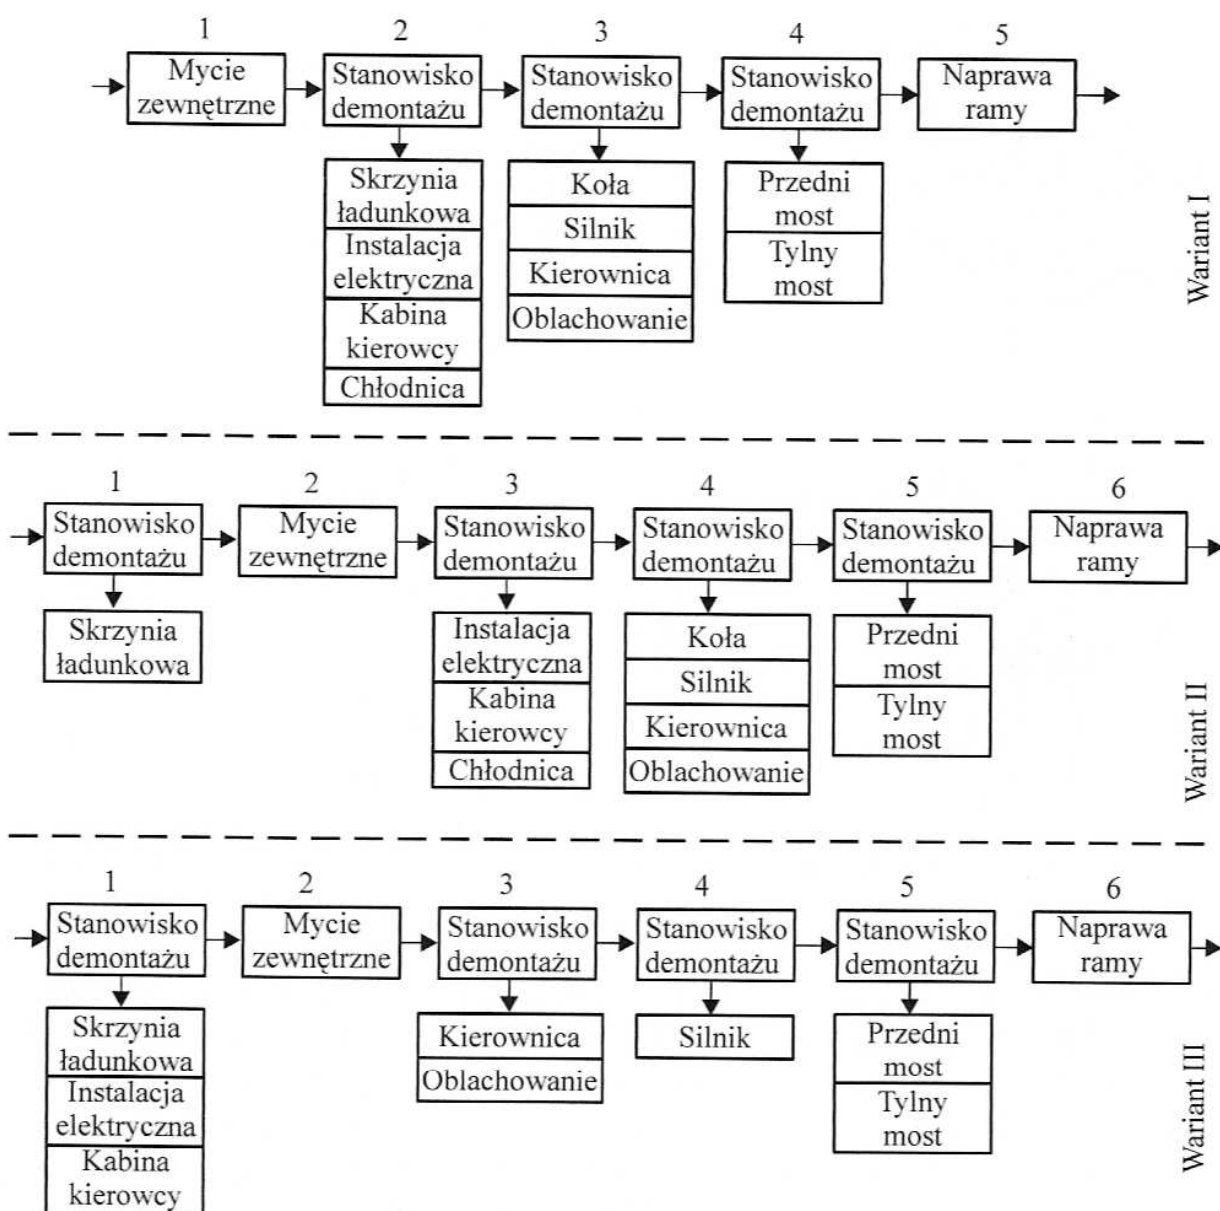 1 2 3 4 5
Mycie Stanowisko Stanowisko Stanowisko Naprawa
zewnętrzne demontażu demontażu demontażu ramy
Skrzynia
ładunkowa
Instalacja
elektryczna
Kabina
kierowcy
Chłodnica
Koła
Silnik
Kierownica
Oblachowanie
Przedni
most
Tylny
most
Wariant I
1 2 3 4 5 6
Stanowisko Mycie Stanowisko Stanowisko Stanowisko Naprawa
demontażu zewnętrzne demontażu demontażu demontażu ramy
Skrzynia
ładunkowa
Instalacja
elektryczna
Kabina
kierowcy
Chłodnica
Koła
Silnik
Kierownica
Oblachowanie
Przedni
most
Tylny
most
Wariant II
1 2 3 4 5 6
Stanowisko Mycie Stanowisko Stanowisko Stanowisko Naprawa
demontażu zewnętrzne demontażu demontażu demontażu ramy
Skrzynia
ładunkowa
Instalacja
elektryczna
Kabina
kierowcy
Kierownica
Oblachowanie
Silnik
Przedni
most
Tylny
most
Wariant III